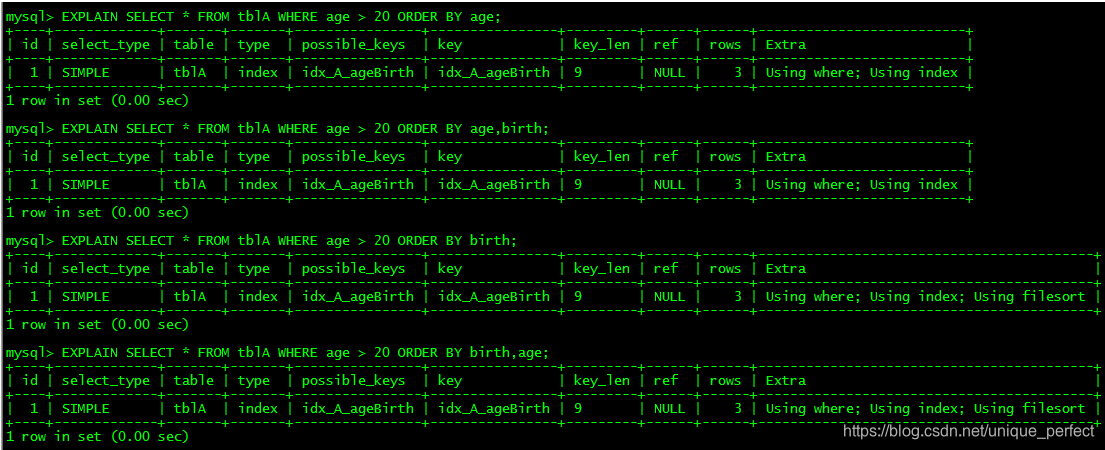 mysql> EXPLAIN SELECT * FROM tblA WHERE age > 20 ORDER BY age;
+----+-------------+-------+-------+---------------+--------------+---------+------+------+--------------------------+
| id | select_type | table | type | possible_keys | key | key_len | ref | rows | Extra |
+----+-------------+-------+-------+---------------+--------------+---------+------+------+--------------------------+
| 1 | SIMPLE | tblA | index | idx_A_ageBirth | idx_A_ageBirth | 9 | NULL | 3 | Using where; Using index |
+----+-------------+-------+-------+---------------+--------------+---------+------+------+--------------------------+
1 row in set (0.00 sec)
mysql> EXPLAIN SELECT * FROM tblA WHERE age > 20 ORDER BY age,birth;
+----+-------------+-------+-------+---------------+--------------+---------+------+------+--------------------------+
| id | select_type | table | type | possible_keys | key | key_len | ref | rows | Extra |
+----+-------------+-------+-------+---------------+--------------+---------+------+------+--------------------------+
| 1 | SIMPLE | tblA | index | idx_A_ageBirth | idx_A_ageBirth | 9 | NULL | 3 | Using where; Using index |
+----+-------------+-------+-------+---------------+--------------+---------+------+------+--------------------------+
1 row in set (0.00 sec)
mysql> EXPLAIN SELECT * FROM tblA WHERE age > 20 ORDER BY birth;
+----+-------------+-------+-------+---------------+--------------+---------+------+------+------------------------------------------+
| id | select_type | table | type | possible_keys | key | key_len | ref | rows | Extra |
+----+-------------+-------+-------+---------------+--------------+---------+------+------+------------------------------------------+
| 1 | SIMPLE | tblA | index | idx_A_ageBirth | idx_A_ageBirth | 9 | NULL | 3 | Using where; Using index; Using filesort |
+----+-------------+-------+-------+---------------+--------------+---------+------+------+------------------------------------------+
1 row in set (0.00 sec)
mysql> EXPLAIN SELECT * FROM tblA WHERE age > 20 ORDER BY birth,age;
+----+-------------+-------+-------+---------------+--------------+---------+------+------+------------------------------------------+
| id | select_type | table | type | possible_keys | key | key_len | ref | rows | Extra |
+----+-------------+-------+-------+---------------+--------------+---------+------+------+------------------------------------------+
| 1 | SIMPLE | tblA | index | idx_A_ageBirth | idx_A_ageBirth | 9 | NULL | 3 | Using where; Using index; Using filesort |
+----+-------------+-------+-------+---------------+--------------+---------+------+------+------------------------------------------+
1 row in set (0.00 sec)
https://blog.csdn.net/unique_perfect